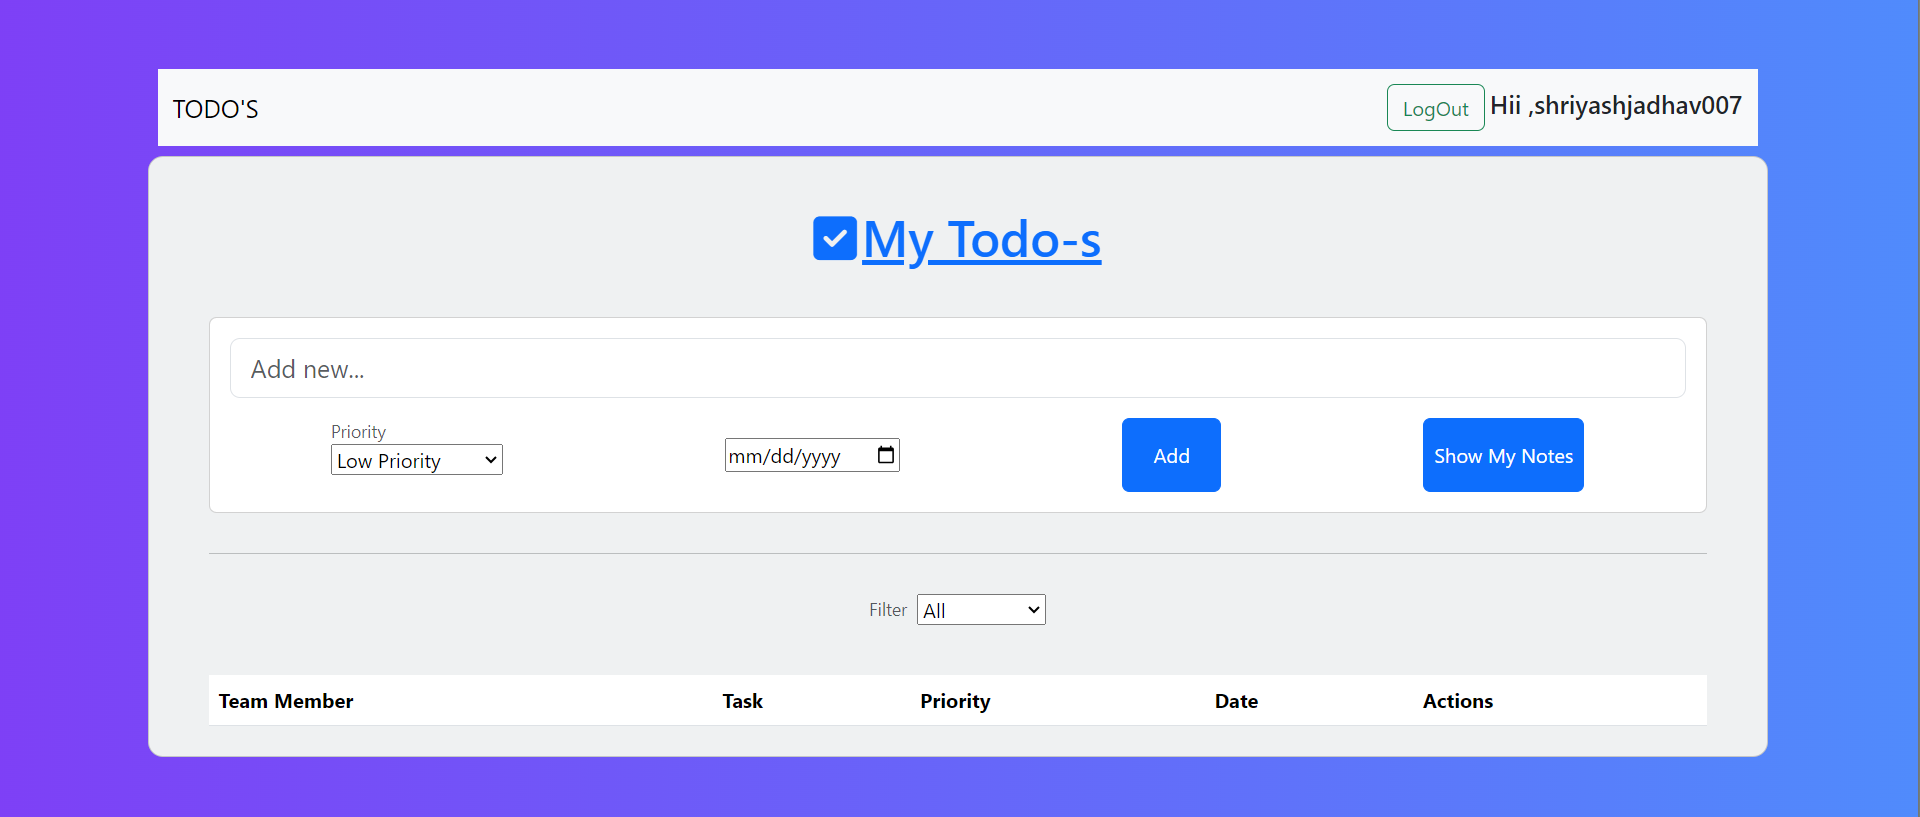 TODO'S
LogOut Hii ,shriyashjadhav007
My Todo-s
Add new...
Priority
Low Priority
mm/dd/yyyy
Add
Show My Notes
Filter All
Team Member Task Priority Date Actions